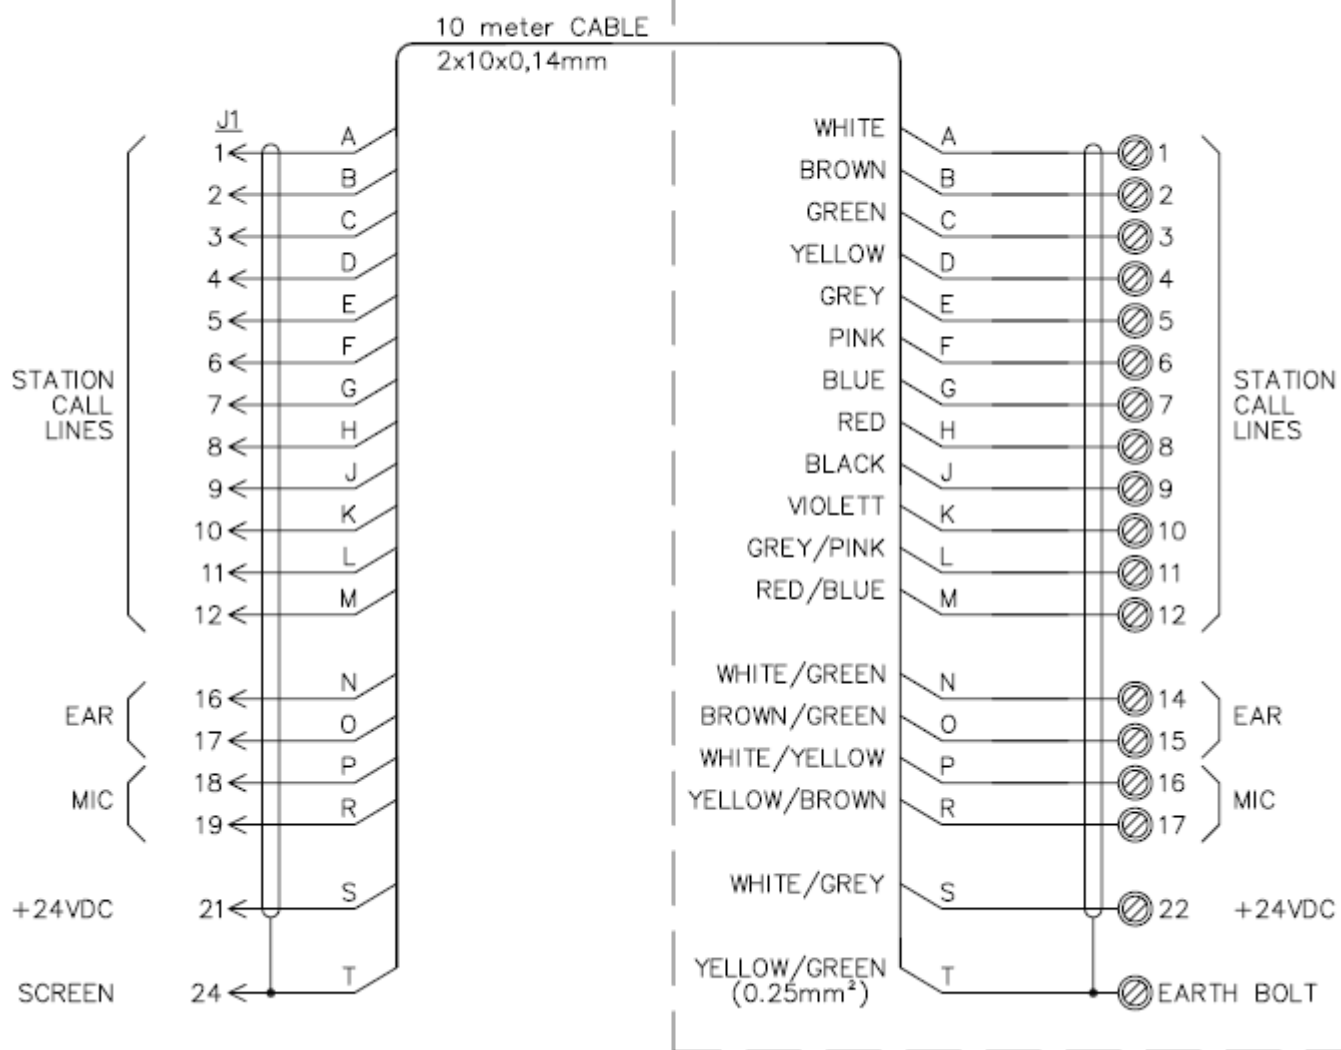 10 meter CABLE
2x10x0,14mm
J1
1 A WHITE A 1
2 B BROWN B 2
3 C GREEN C 3
4 D YELLOW D 4
5 E GREY E 5
6 F PINK F 6
STATION
CALL
LINES
7 G BLUE G 7
STATION
CALL
LINES
8 H RED H 8
9 J BLACK J 9
10 K VIOLETT K 10
11 L GREY/PINK L 11
12 M RED/BLUE M 12
EAR
16 N WHITE/GREEN N 14
17 O BROWN/GREEN O 15
EAR
MIC
18 P WHITE/YELLOW P 16
19 R YELLOW/BROWN R 17
MIC
+24VDC 21 S WHITE/GREY S 22 +24VDC
SCREEN 24 T YELLOW/GREEN T EARTH BOLT
(0.25mm²)